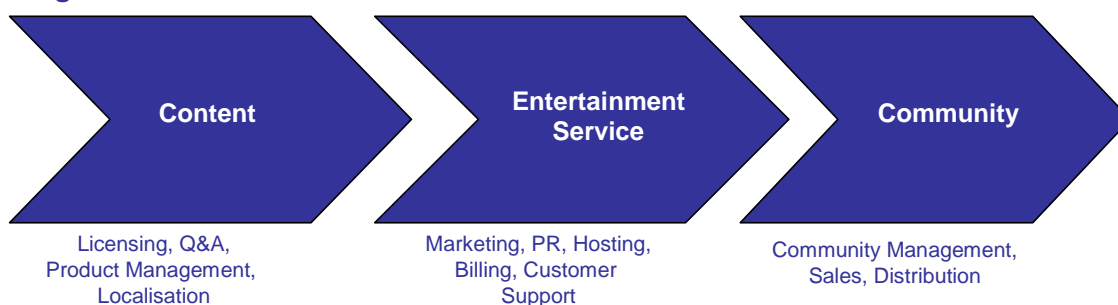 Content
Entertainment
Service
Community
Licensing, Q&A,
Product Management,
Localisation
Marketing, PR, Hosting,
Billing, Customer
Support
Community Management,
Sales, Distribution